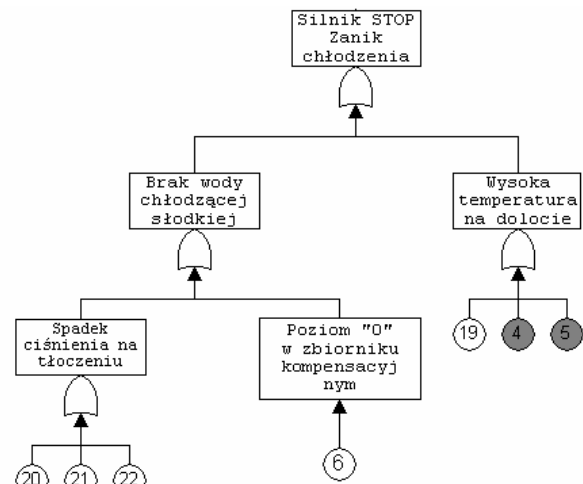 Silnik STOP
Zanik
chłodzenia
Brak wody
chłodzącej
słodkiej
Wysoka
temperatura
na dolocie
Spadek
ciśnienia na
tłoczeniu
Poziom "0"
w zbiorniku
kompensacyj
nym
19
4
5
20
21
22
6